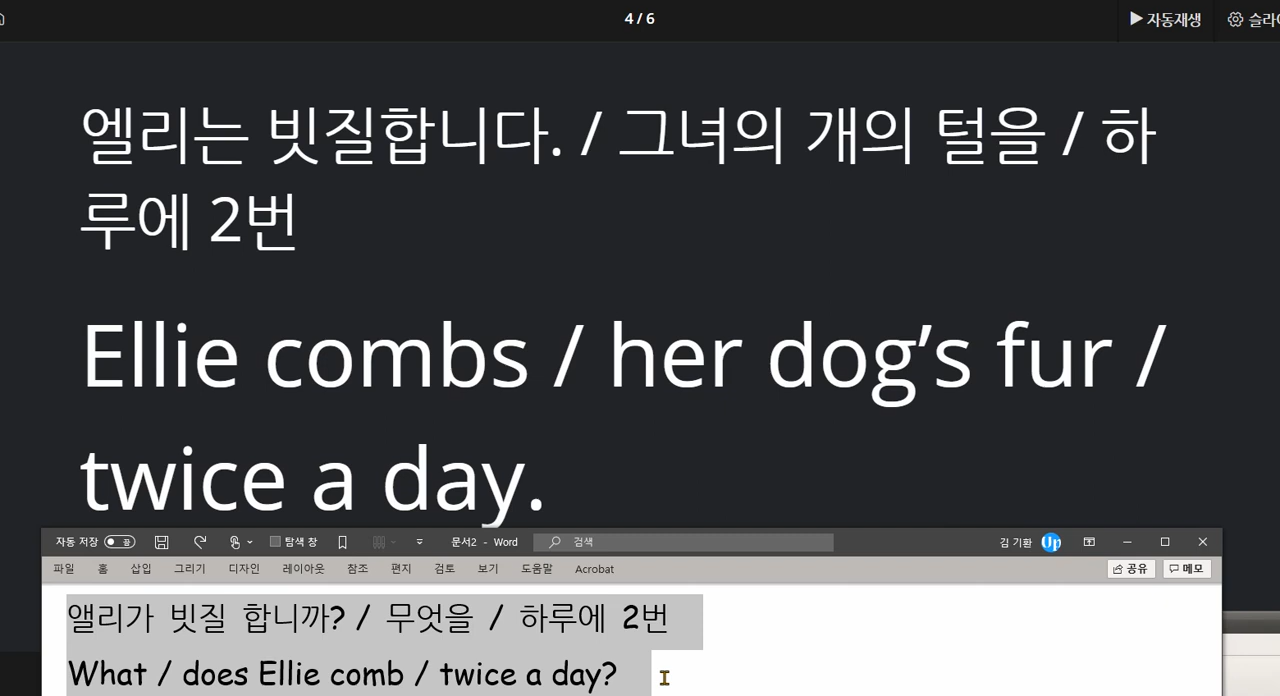 4 / 6
▶ 자동재생
엘리는 빗질합니다. / 그녀의 개의 털을 / 하
루에 2번
Ellie combs / her dog’s fur /
twice a day.
자동 저장 끔 탐색 창 문서2 - Word 검색 김 기환 Up
파일 홈 삽입 그리기 디자인 레이아웃 참조 편지 검토 보기 도움말 Acrobat 공유 메모
앨리가 빗질 합니까? / 무엇을 / 하루에 2번
What / does Ellie comb / twice a day?